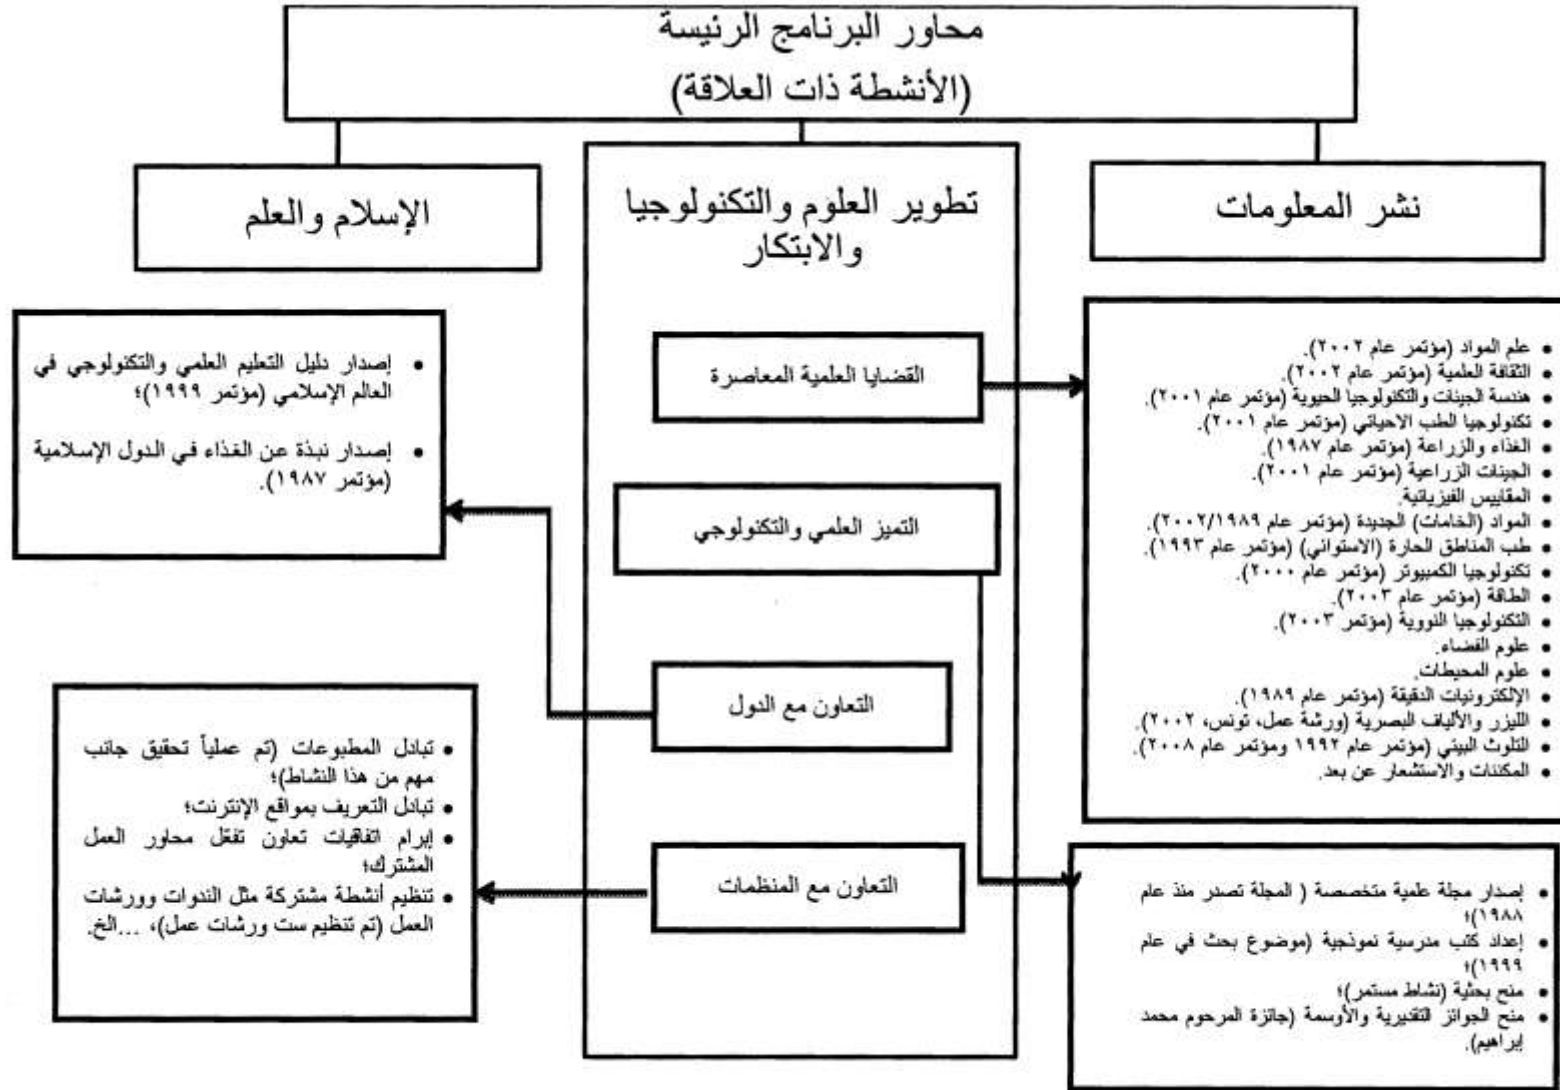 محاور البرنامج الرئيسة
(الأنشطة ذات العلاقة)
نشر المعلومات
تطوير العلوم والتكنولوجيا
والابتكار
الإسلام والعلم
القضايا العلمية المعاصرة
• علم المواد (مؤتمر عام ٢٠٠٢).
• الثقافة العلمية (مؤتمر عام ٢٠٠٢).
• هندسة الجينات والتكنولوجيا الحيوية (مؤتمر عام ٢٠٠١).
• تكنولوجيا الطب الاحياتي (مؤتمر عام ٢٠٠١).
• الغذاء والزراعة (مؤتمر عام ١٩٨٧).
• الجينات الزراعية (مؤتمر عام ٢٠٠١).
• المقاييس الفيزيائية.
• المواد (الخامات) الجديدة (مؤتمر عام ٢٠٠٢/١٩٨٩).
• طب المناطق الحارة (الاستوائي) (مؤتمر عام ١٩٩٣).
• تكنولوجيا الكمبيوتر (مؤتمر عام ٢٠٠٠).
• الطاقة (مؤتمر عام ٢٠٠٣).
• التكنولوجيا النووية (مؤتمر ٢٠٠٣).
• علوم الفضاء.
• علوم المحيطات.
• الإلكترونيات الدقيقة (مؤتمر عام ١٩٨٩).
• الليزر والألياف البصرية (ورشة عمل، تونس، ٢٠٠٢).
• التلوث البيئي (مؤتمر عام ١٩٩٢ ومؤتمر عام ٢٠٠٨).
• المكننات والاستشعار عن بعد.
التميز العلمي والتكنولوجي
• إصدار مجلة علمية متخصصة ( المجلة تصدر منذ عام
١٩٨٨)؛
• إعداد كتب مدرسية نموذجية (موضوع بحث في عام
١٩٩٩)؛
• منح بحثية (نشاط مستمر)؛
• منح الجوائز التقديرية والأوسمة (جائزة المرحوم محمد
إبراهيم).
التعاون مع الدول
• إصدار دليل التعليم العلمي والتكنولوجي في
العالم الإسلامي (مؤتمر ١٩٩٩)؛
• إصدار نبذة عن الغذاء في الدول الإسلامية
(مؤتمر ١٩٨٧).
التعاون مع المنظمات
• تبادل المطبوعات (تم عملياً تحقيق جانب
مهم من هذا النشاط)؛
• تبادل التعريف بمواقع الإنترنت؛
• إبرام اتفاقيات تعاون تفعّل محاور العمل
المشترك؛
• تنظيم أنشطة مشتركة مثل الندوات وورشات
العمل (تم تنظيم ست ورشات عمل)، ...الخ.